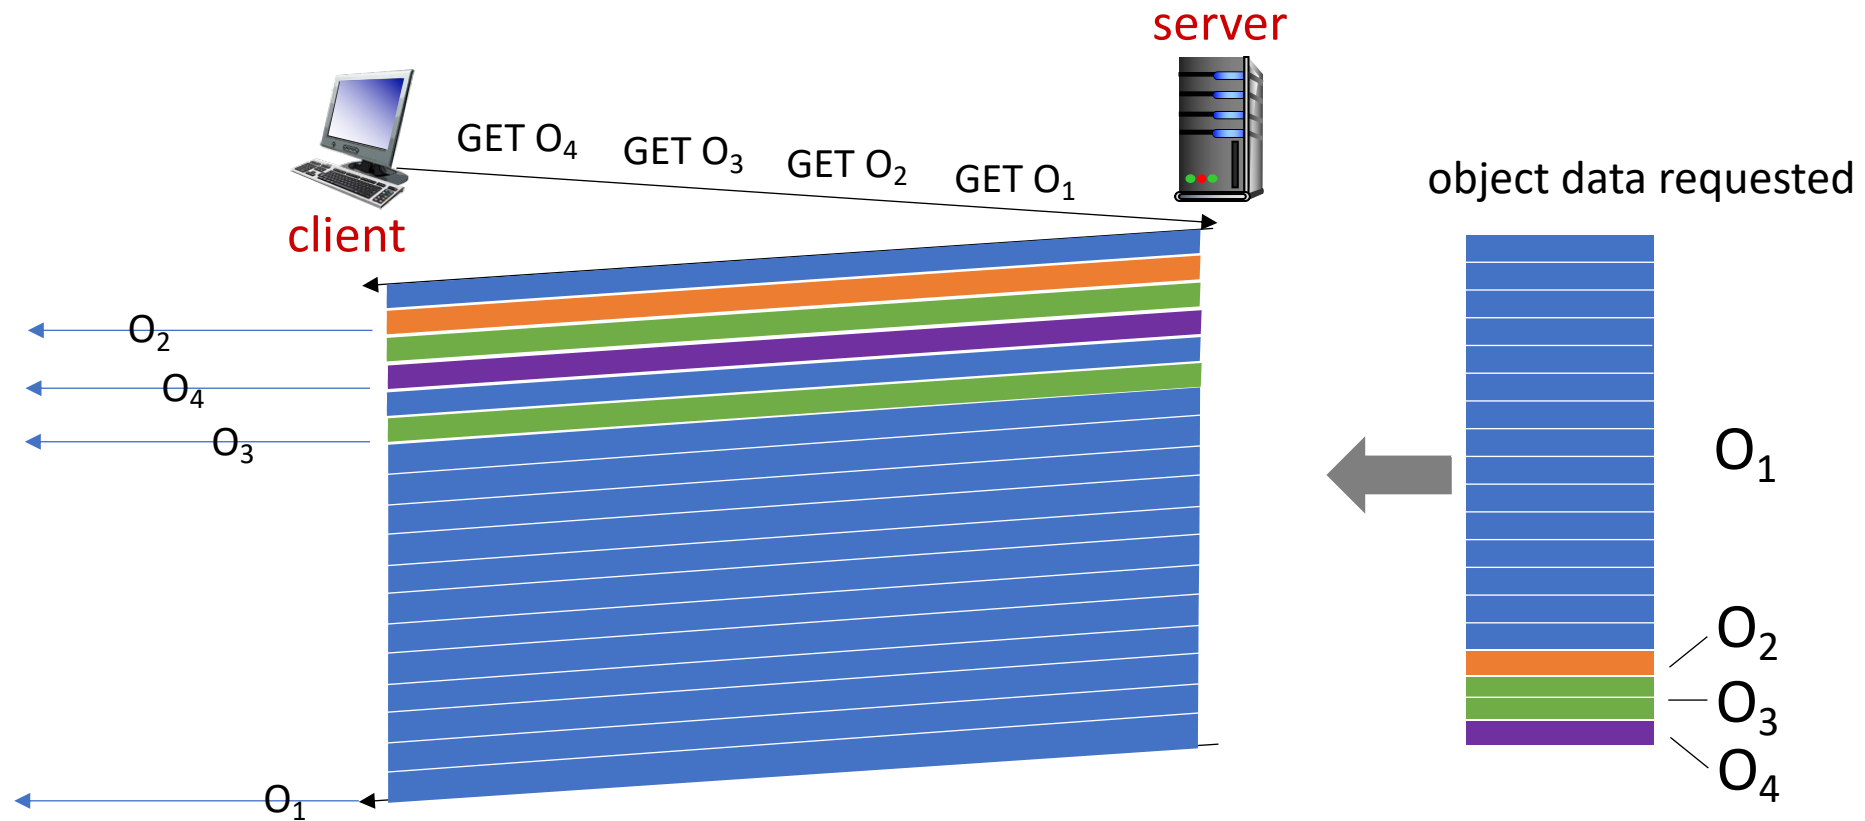 server
GET O₄
GET O₃
GET O₂
GET O₁
object data requested
client
O₂
O₄
O₃
O₁
O₁
O₂
O₃
O₄